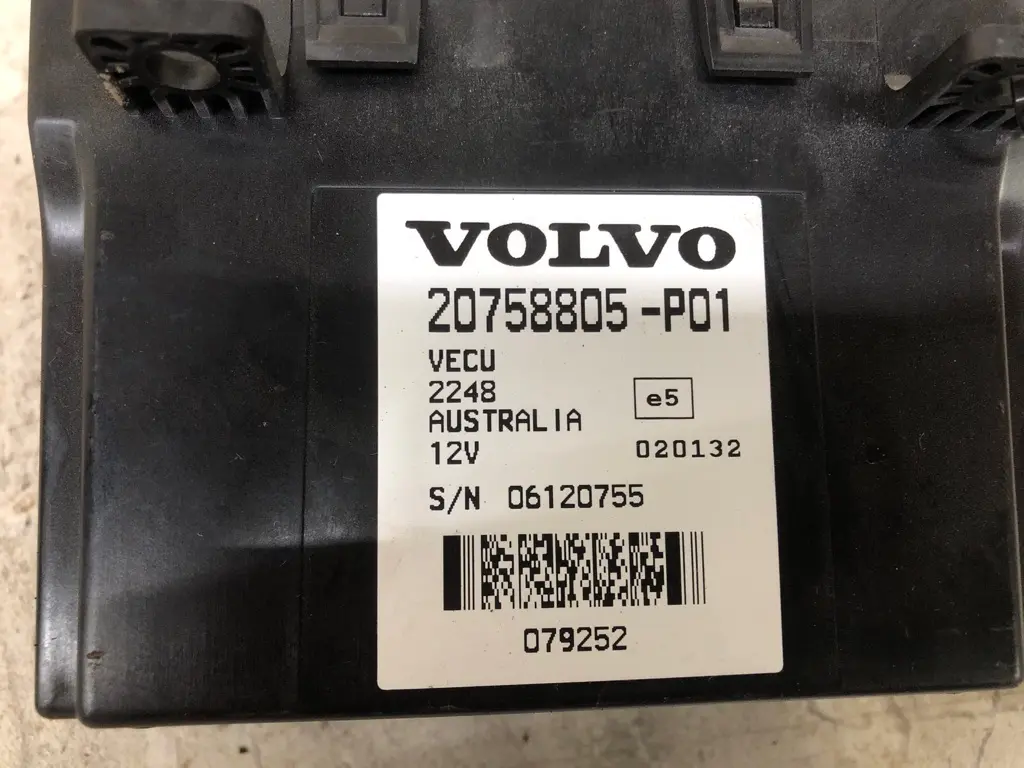 VOLVO
20758805-P01
VECU
2248
e5
AUSTRALIA
12V 020132
S/N 06120755
079252